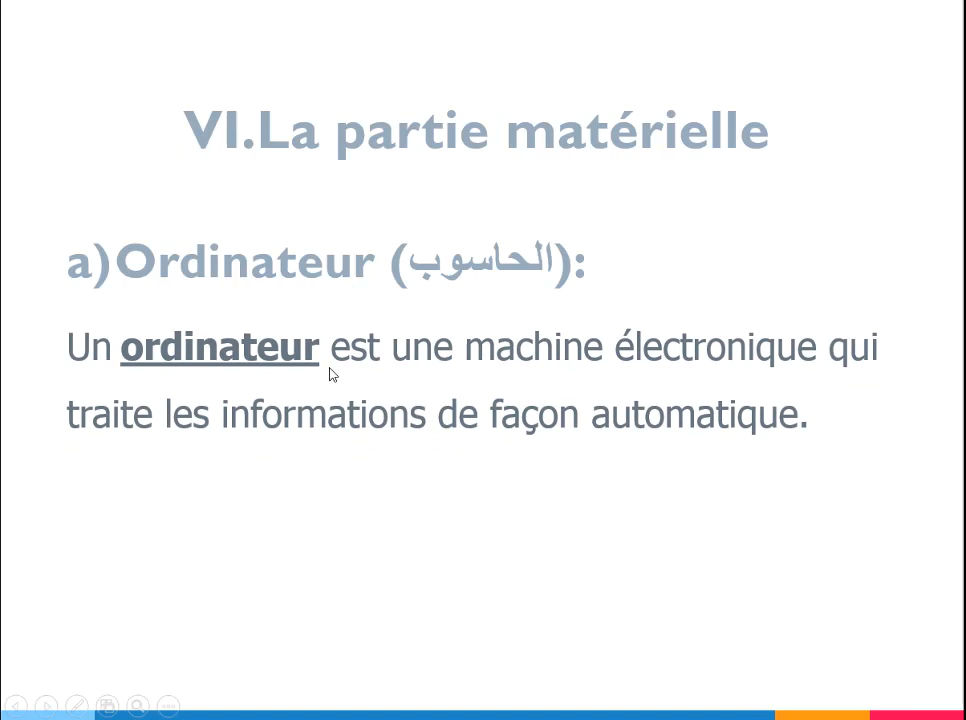 VI.La partie matérielle
a)Ordinateur (الحاسوب):
Un ordinateur est une machine électronique qui
traite les informations de façon automatique.